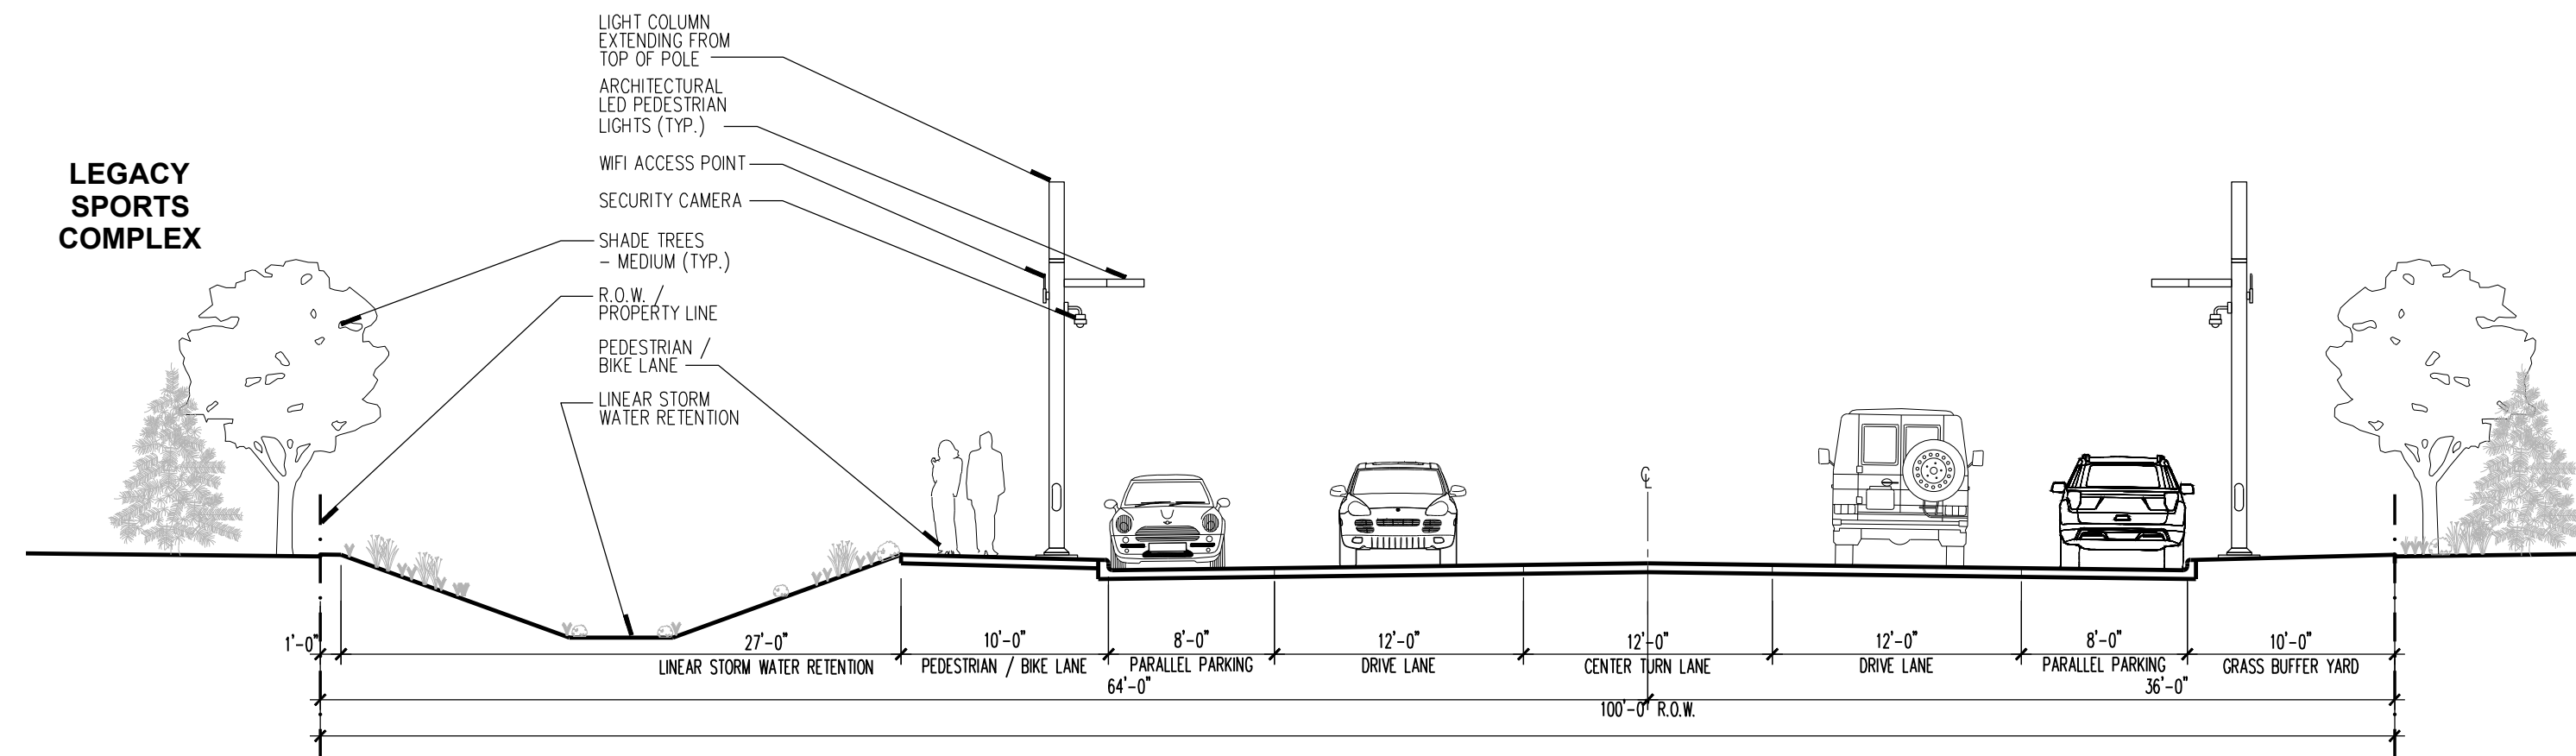 LIGHT COLUMN
EXTENDING FROM
TOP OF POLE
ARCHITECTURAL
LED PEDESTRIAN
LIGHTS (TYP.)
WIFI ACCESS POINT
SECURITY CAMERA
SHADE TREES
– MEDIUM (TYP.)
R.O.W. /
PROPERTY LINE
PEDESTRIAN /
BIKE LANE
LINEAR STORM
WATER RETENTION
LEGACY
SPORTS
COMPLEX
℄
1'-0"
27'-0"
LINEAR STORM WATER RETENTION
10'-0"
PEDESTRIAN / BIKE LANE
8'-0"
PARALLEL PARKING
12'-0"
DRIVE LANE
12'-0"
CENTER TURN LANE
12'-0"
DRIVE LANE
8'-0"
PARALLEL PARKING
10'-0"
GRASS BUFFER YARD
64'-0"
36'-0"
100'-0" R.O.W.